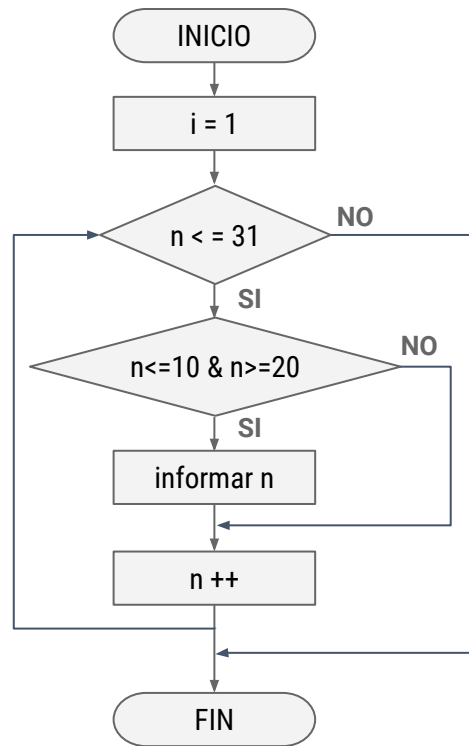 INICIO
i = 1
n < = 31
NO
SI
n<=10 & n>=20
NO
SI
informar n
n ++
FIN